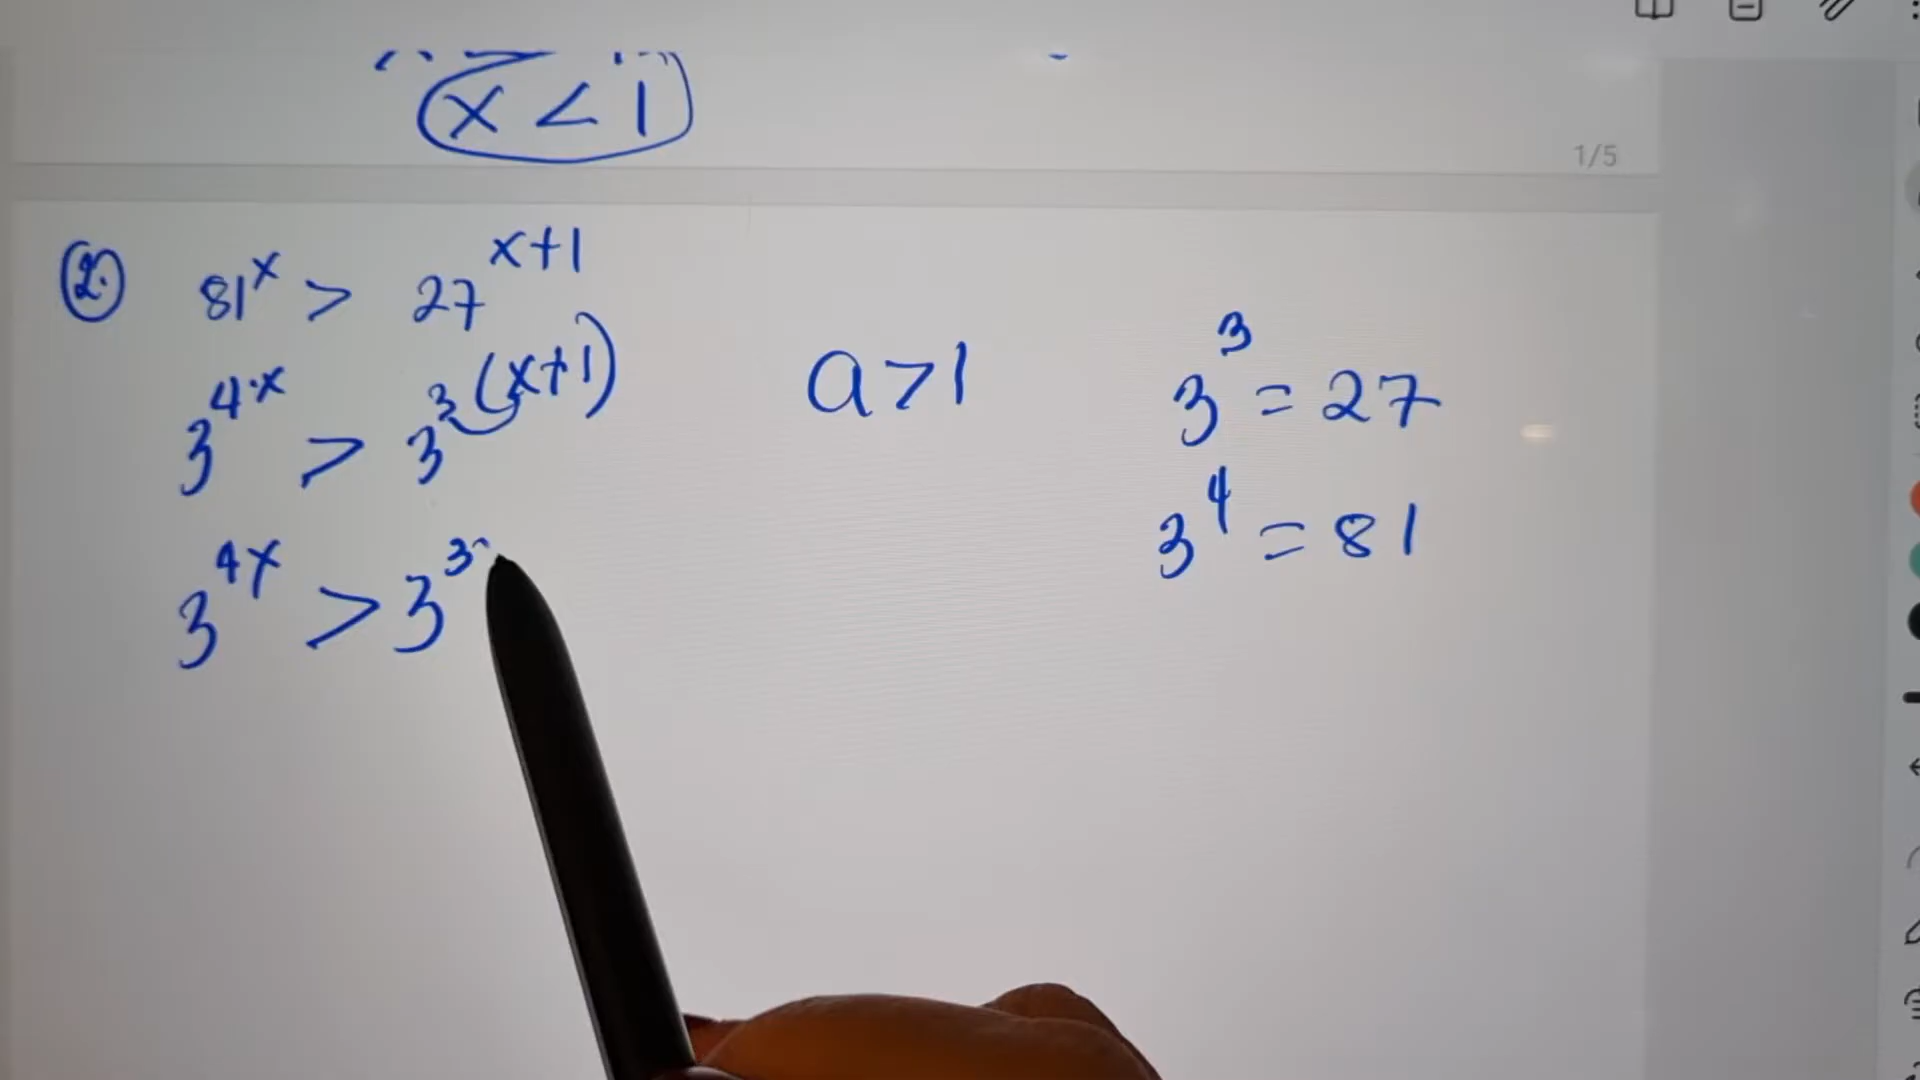 x < 1
1/5
2. 81^x > 27^{x+1}
3^{4·x} > 3^{3(x+1)}
a > 1
3^3 = 27
3^4 = 81
3^{4x} > 3^3